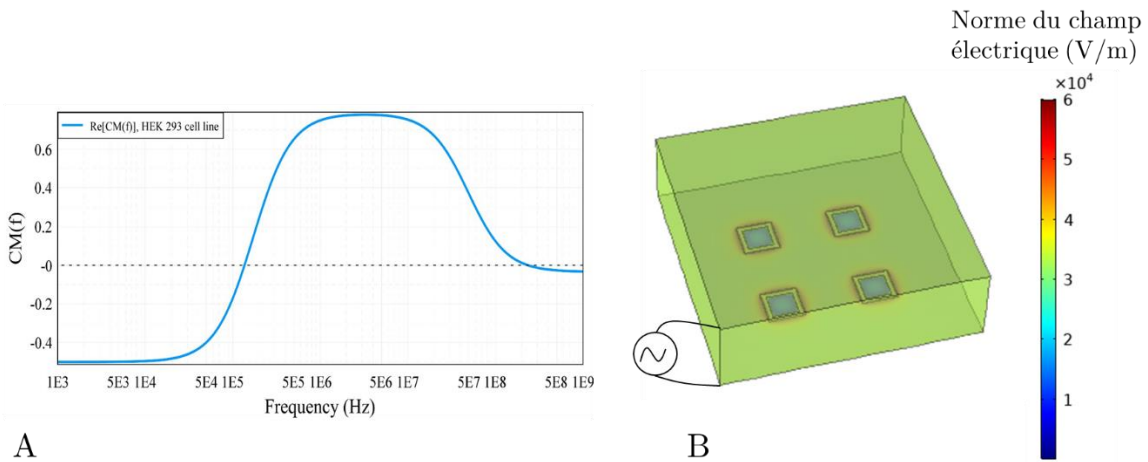 Norme du champ
électrique (V/m)
×10⁴
6
5
4
3
2
1
Re[CM(f)], HEK 293 cell line
CM(f)
0.6
0.4
0.2
-0
-0.2
-0.4
1E3 5E3 1E4 5E4 1E5 5E5 1E6 5E6 1E7 5E7 1E8 5E8 1E9
Frequency (Hz)
A
B